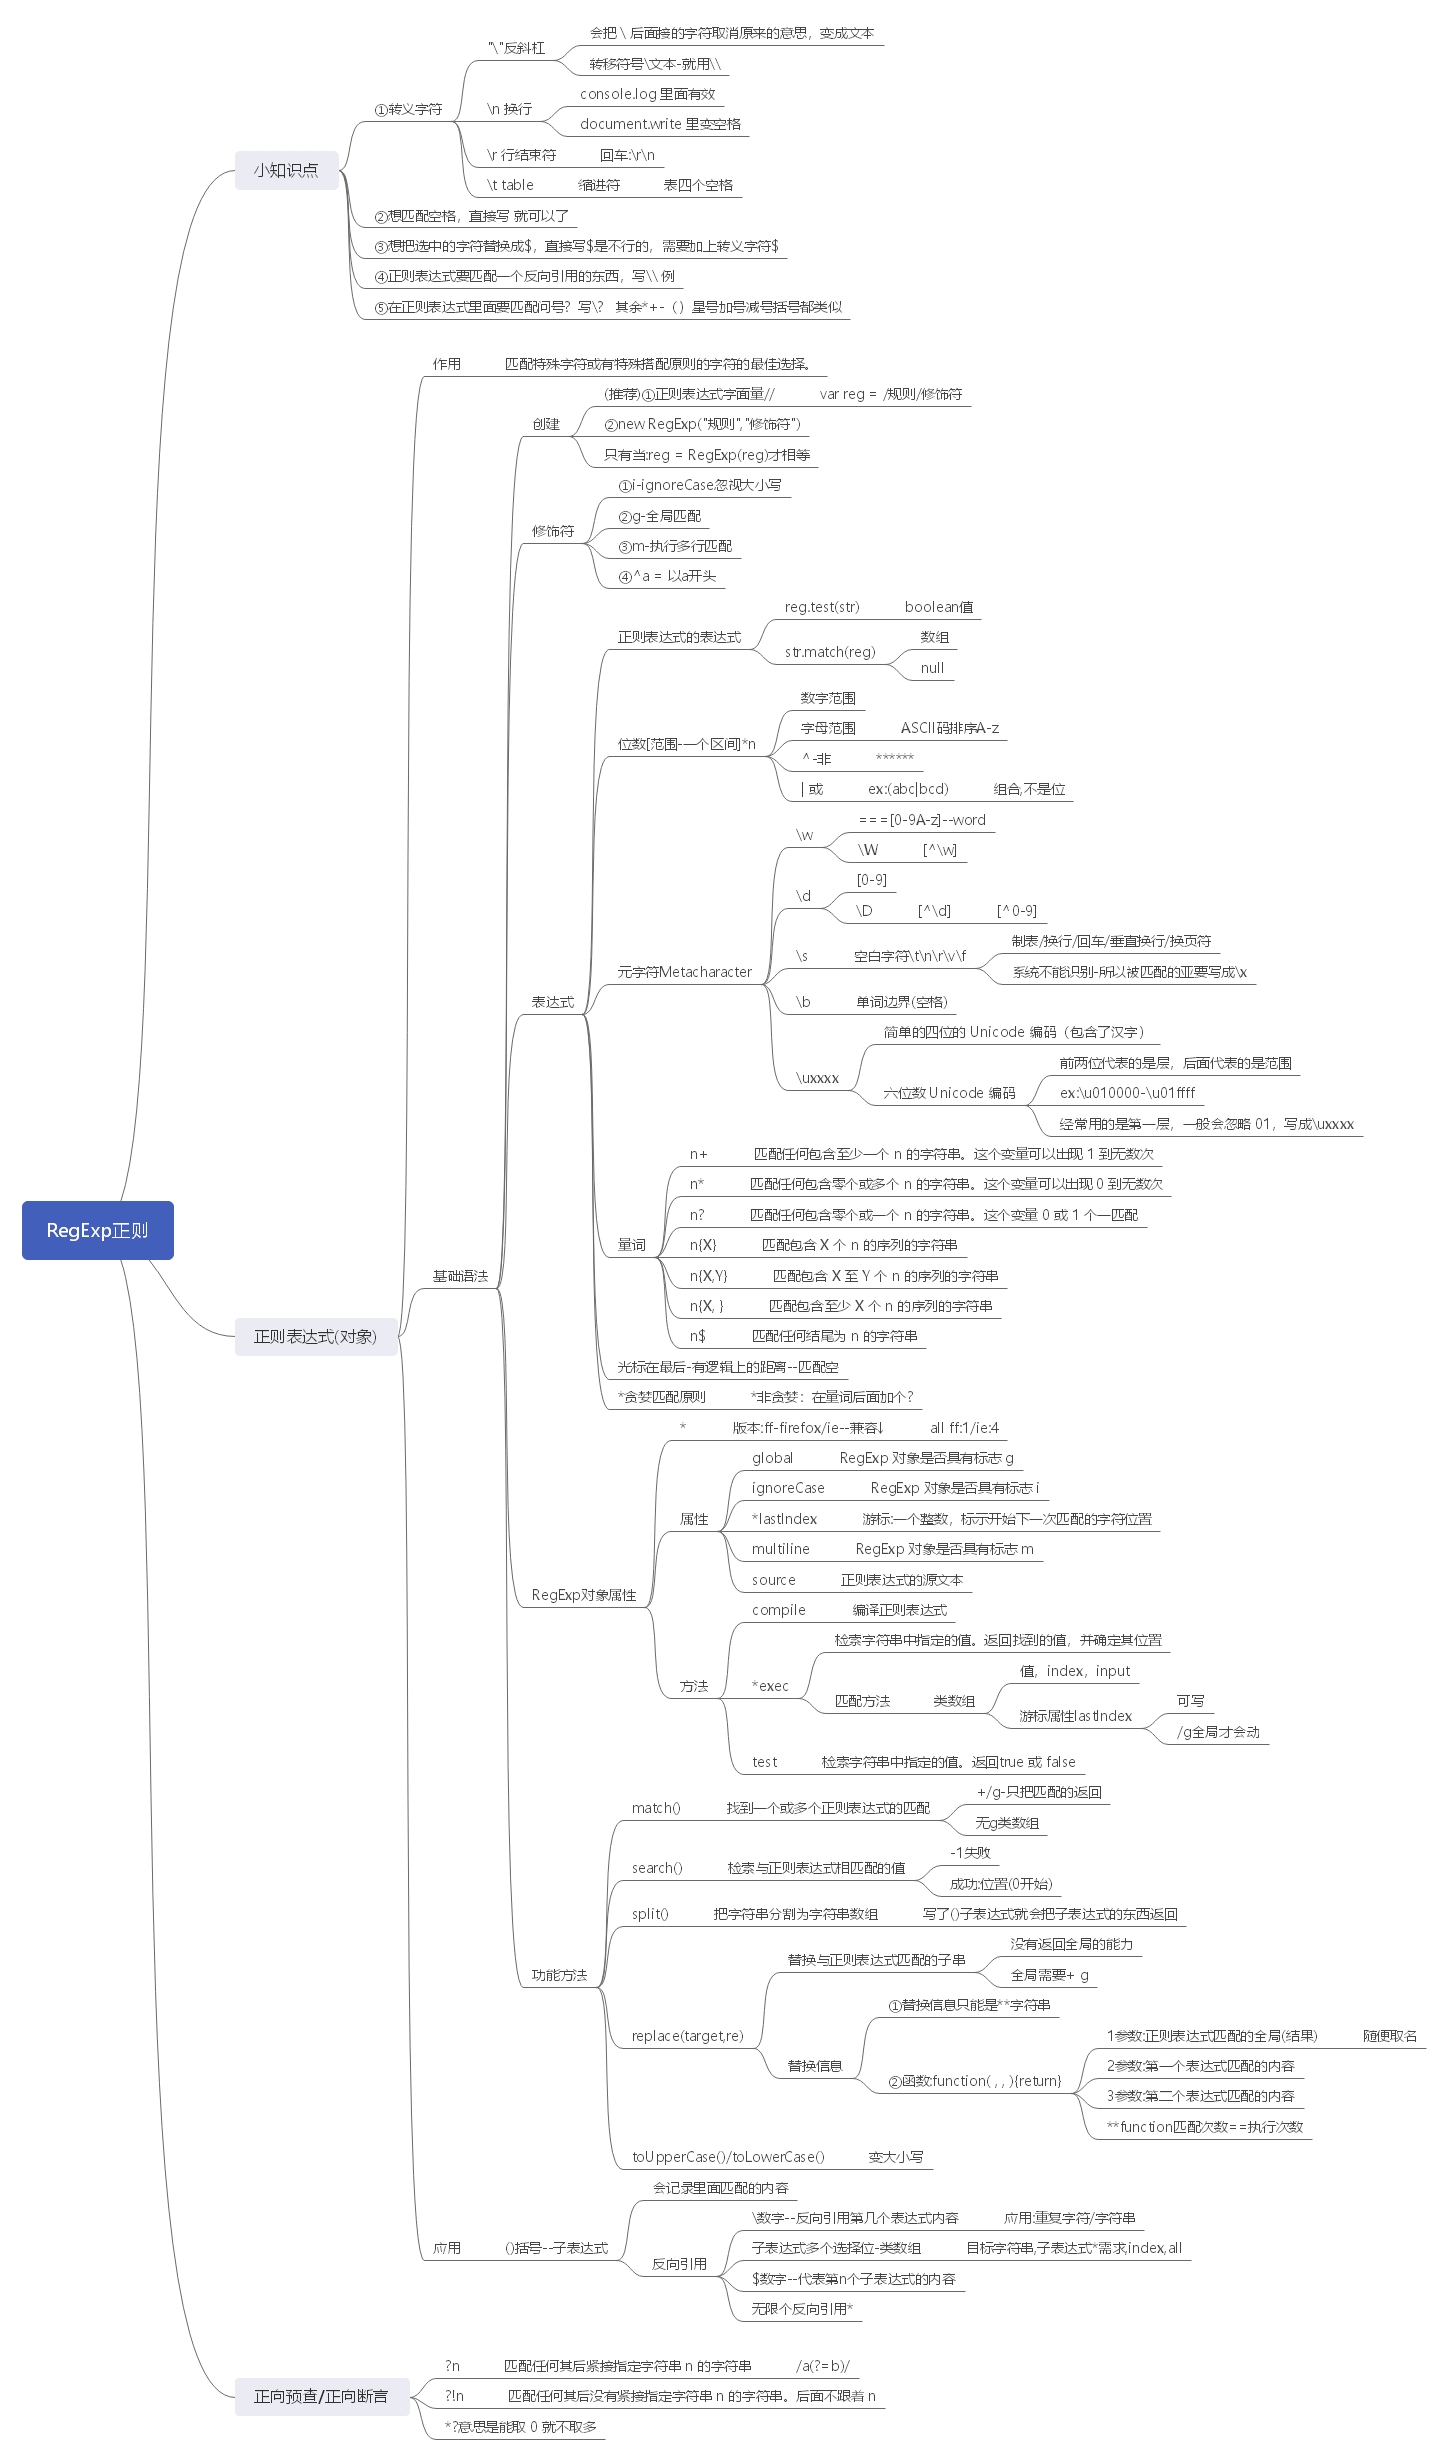 会把 \ 后面接的字符取消原来的意思，变成文本
"\"反斜杠
转移符号\文本-就用\\
console.log 里面有效
①转义字符
\n 换行
document.write 里变空格
\r 行结束符 回车:\r\n
小知识点
\t table 缩进符 表四个空格
②想匹配空格，直接写 就可以了
③想把选中的字符替换成$，直接写$是不行的，需要加上转义字符$
④正则表达式要匹配一个反向引用的东西，写\\ 例
⑤在正则表达式里面要匹配问号？写\? 其余*+-（）星号加号减号括号都类似
作用 匹配特殊字符或有特殊搭配原则的字符的最佳选择。
(推荐)①正则表达式字面量// var reg = /规则/修饰符
创建
②new RegExp("规则","修饰符")
只有当:reg = RegExp(reg)才相等
①i-ignoreCase忽视大小写
②g-全局匹配
修饰符
③m-执行多行匹配
④^a = 以a开头
reg.test(str) boolean值
正则表达式的表达式
数组
str.match(reg)
null
数字范围
字母范围 ASCII码排序A-z
位数[范围-一个区间]*n
^-非 ******
| 或 ex:(abc|bcd) 组合,不是位
===[0-9A-z]--word
\w
\W [^\w]
[0-9]
\d
\D [^\d] [^0-9]
制表/换行/回车/垂直换行/换页符
\s 空白字符\t\n\r\v\f
元字符Metacharacter
系统不能识别-所以被匹配的亚要写成\x
表达式
\b 单词边界(空格)
简单的四位的 Unicode 编码（包含了汉字）
前两位代表的是层，后面代表的是范围
\uxxxx
六位数 Unicode 编码
ex:\u010000-\u01ffff
经常用的是第一层，一般会忽略 01，写成\uxxxx
n+ 匹配任何包含至少一个 n 的字符串。这个变量可以出现 1 到无数次
n* 匹配任何包含零个或多个 n 的字符串。这个变量可以出现 0 到无数次
n? 匹配任何包含零个或一个 n 的字符串。这个变量 0 或 1 个一匹配
RegExp正则
量词
n{X} 匹配包含 X 个 n 的序列的字符串
基础语法
n{X,Y} 匹配包含 X 至 Y 个 n 的序列的字符串
n{X, } 匹配包含至少 X 个 n 的序列的字符串
正则表达式(对象)
n$ 匹配任何结尾为 n 的字符串
光标在最后-有逻辑上的距离--匹配空
*贪婪匹配原则 *非贪婪：在量词后面加个？
* 版本:ff-firefox/ie--兼容↓ all ff:1/ie:4
global RegExp 对象是否具有标志 g
ignoreCase RegExp 对象是否具有标志 i
属性
*lastIndex 游标:一个整数，标示开始下一次匹配的字符位置
multiline RegExp 对象是否具有标志 m
source 正则表达式的源文本
RegExp对象属性
compile 编译正则表达式
检索字符串中指定的值。返回找到的值，并确定其位置
值，index，input
方法
*exec
匹配方法 类数组
可写
游标属性lastIndex
/g全局才会动
test 检索字符串中指定的值。返回true 或 false
+/g-只把匹配的返回
match() 找到一个或多个正则表达式的匹配
无g类数组
-1失败
search() 检索与正则表达式相匹配的值
成功:位置(0开始)
split() 把字符串分割为字符串数组 写了()子表达式就会把子表达式的东西返回
没有返回全局的能力
替换与正则表达式匹配的子串
功能方法
全局需要+ g
①替换信息只能是**字符串
replace(target,re)
1参数:正则表达式匹配的全局(结果) 随便取名
替换信息
2参数:第一个表达式匹配的内容
②函数:function( , , ){return}
3参数:第二个表达式匹配的内容
**function匹配次数==执行次数
toUpperCase()/toLowerCase() 变大小写
会记录里面匹配的内容
\数字--反向引用第几个表达式内容 应用:重复字符/字符串
应用 ()括号--子表达式
子表达式多个选择位-类数组 目标字符串,子表达式*需求,index,all
反向引用
$数字--代表第n个子表达式的内容
无限个反向引用*
?n 匹配任何其后紧接指定字符串 n 的字符串 /a(?=b)/
正向预查/正向断言
?!n 匹配任何其后没有紧接指定字符串 n 的字符串。后面不跟着 n
*?意思是能取 0 就不取多